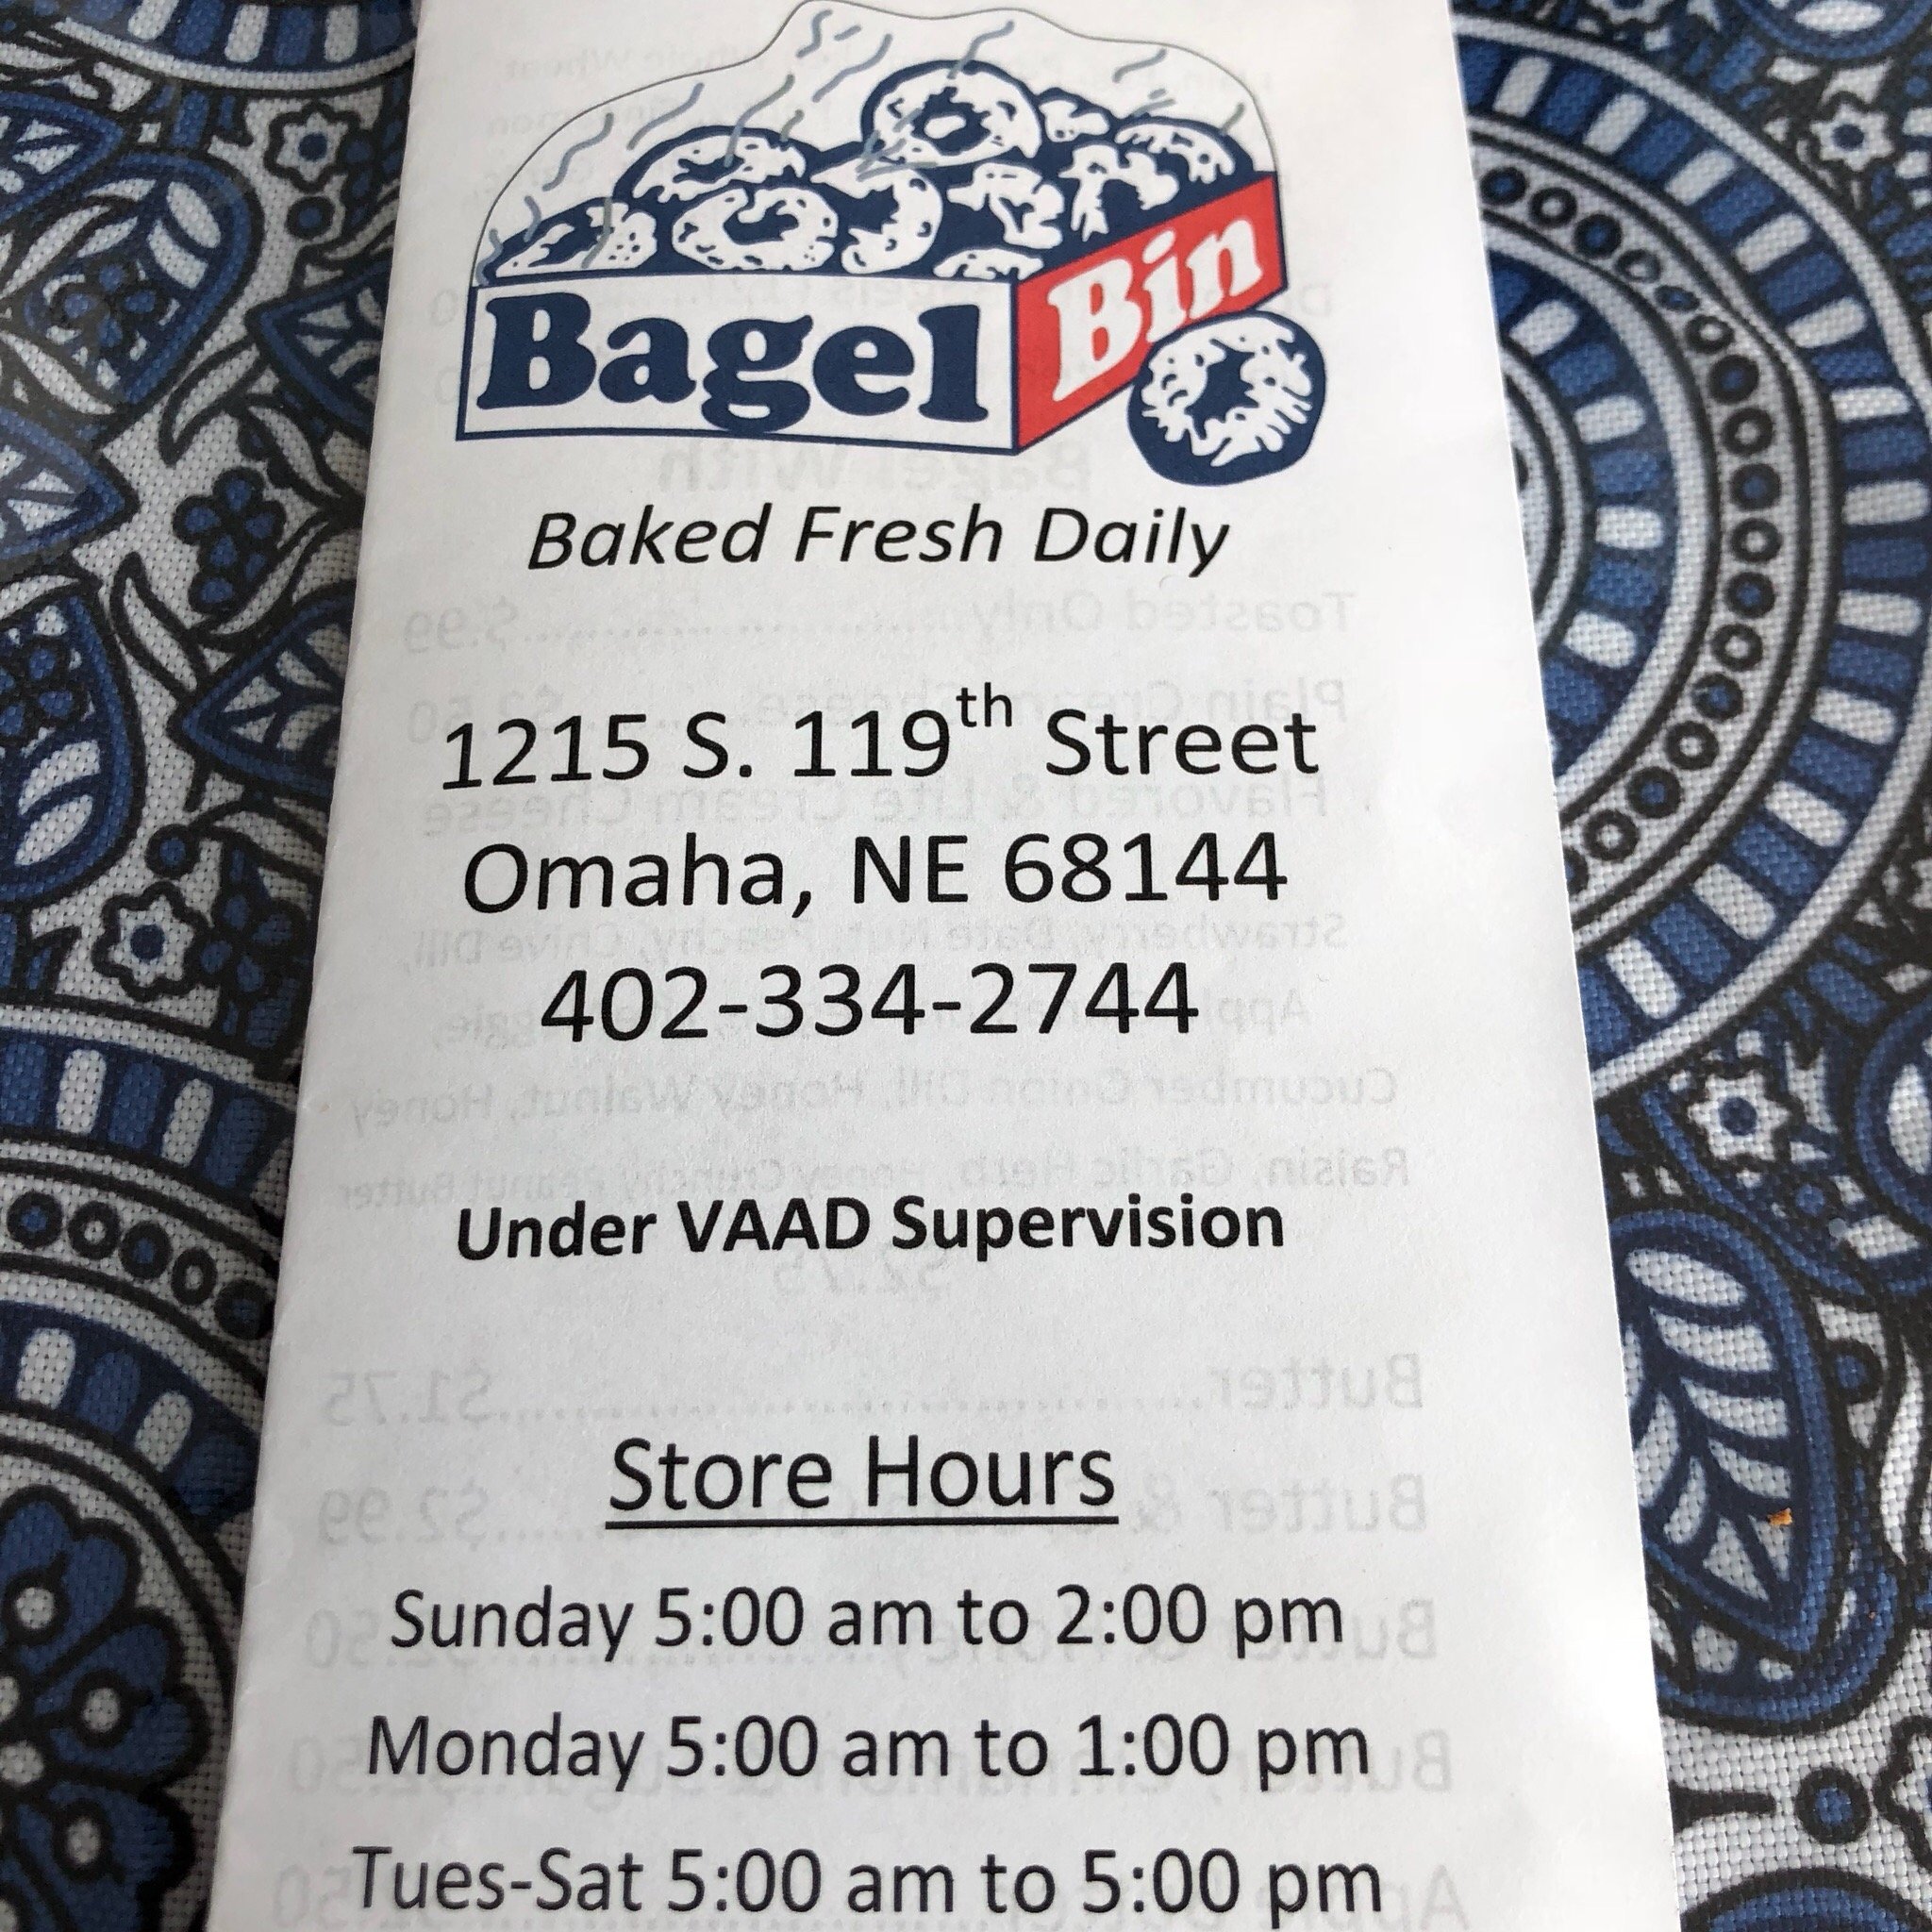 Bagel Bin
Baked Fresh Daily
1215 S. 119th Street
Omaha, NE 68144
402-334-2744
Under VAAD Supervision
Store Hours
Sunday 5:00 am to 2:00 pm
Monday 5:00 am to 1:00 pm
Tues-Sat 5:00 am to 5:00 pm